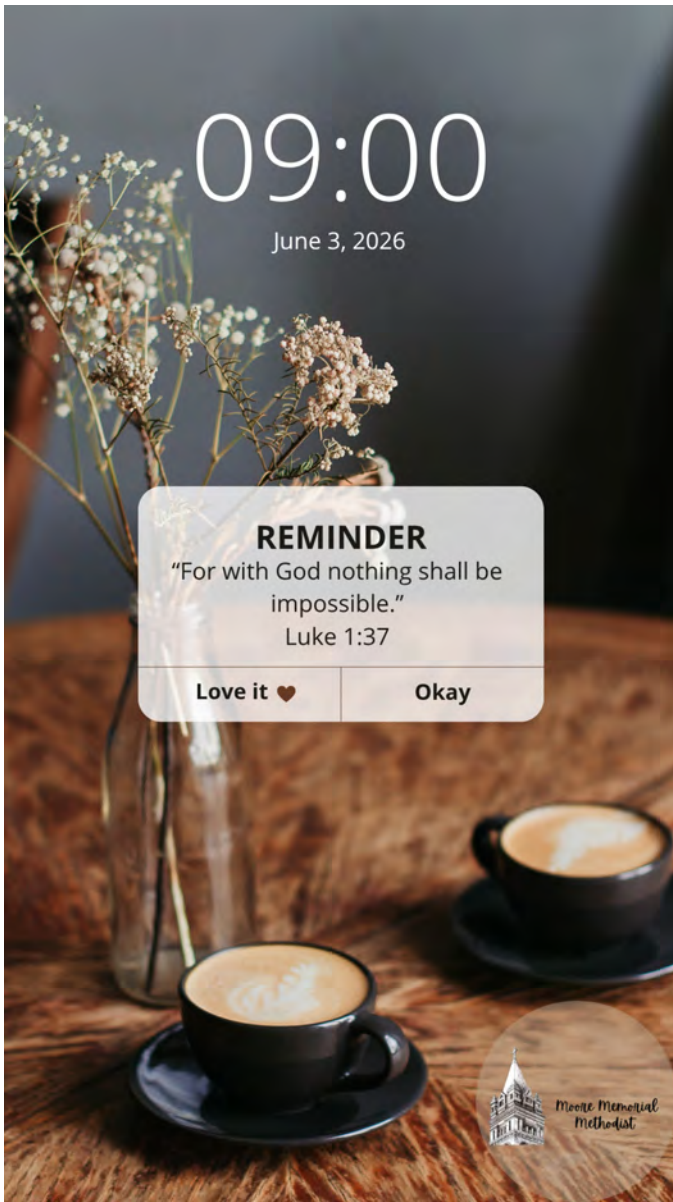 09:00
June 3, 2026
REMINDER
“For with God nothing shall be
impossible.”
Luke 1:37
Love it
Okay
Moore Memorial
Methodist